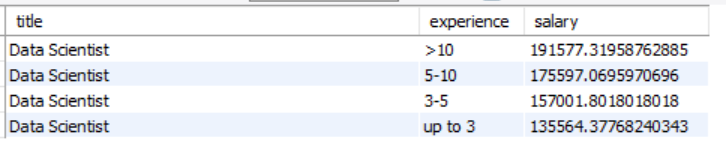 title experience salary
Data Scientist >10 191577.31958762885
Data Scientist 5-10 175597.0695970696
Data Scientist 3-5 157001.8018018018
Data Scientist up to 3 135564.37768240343